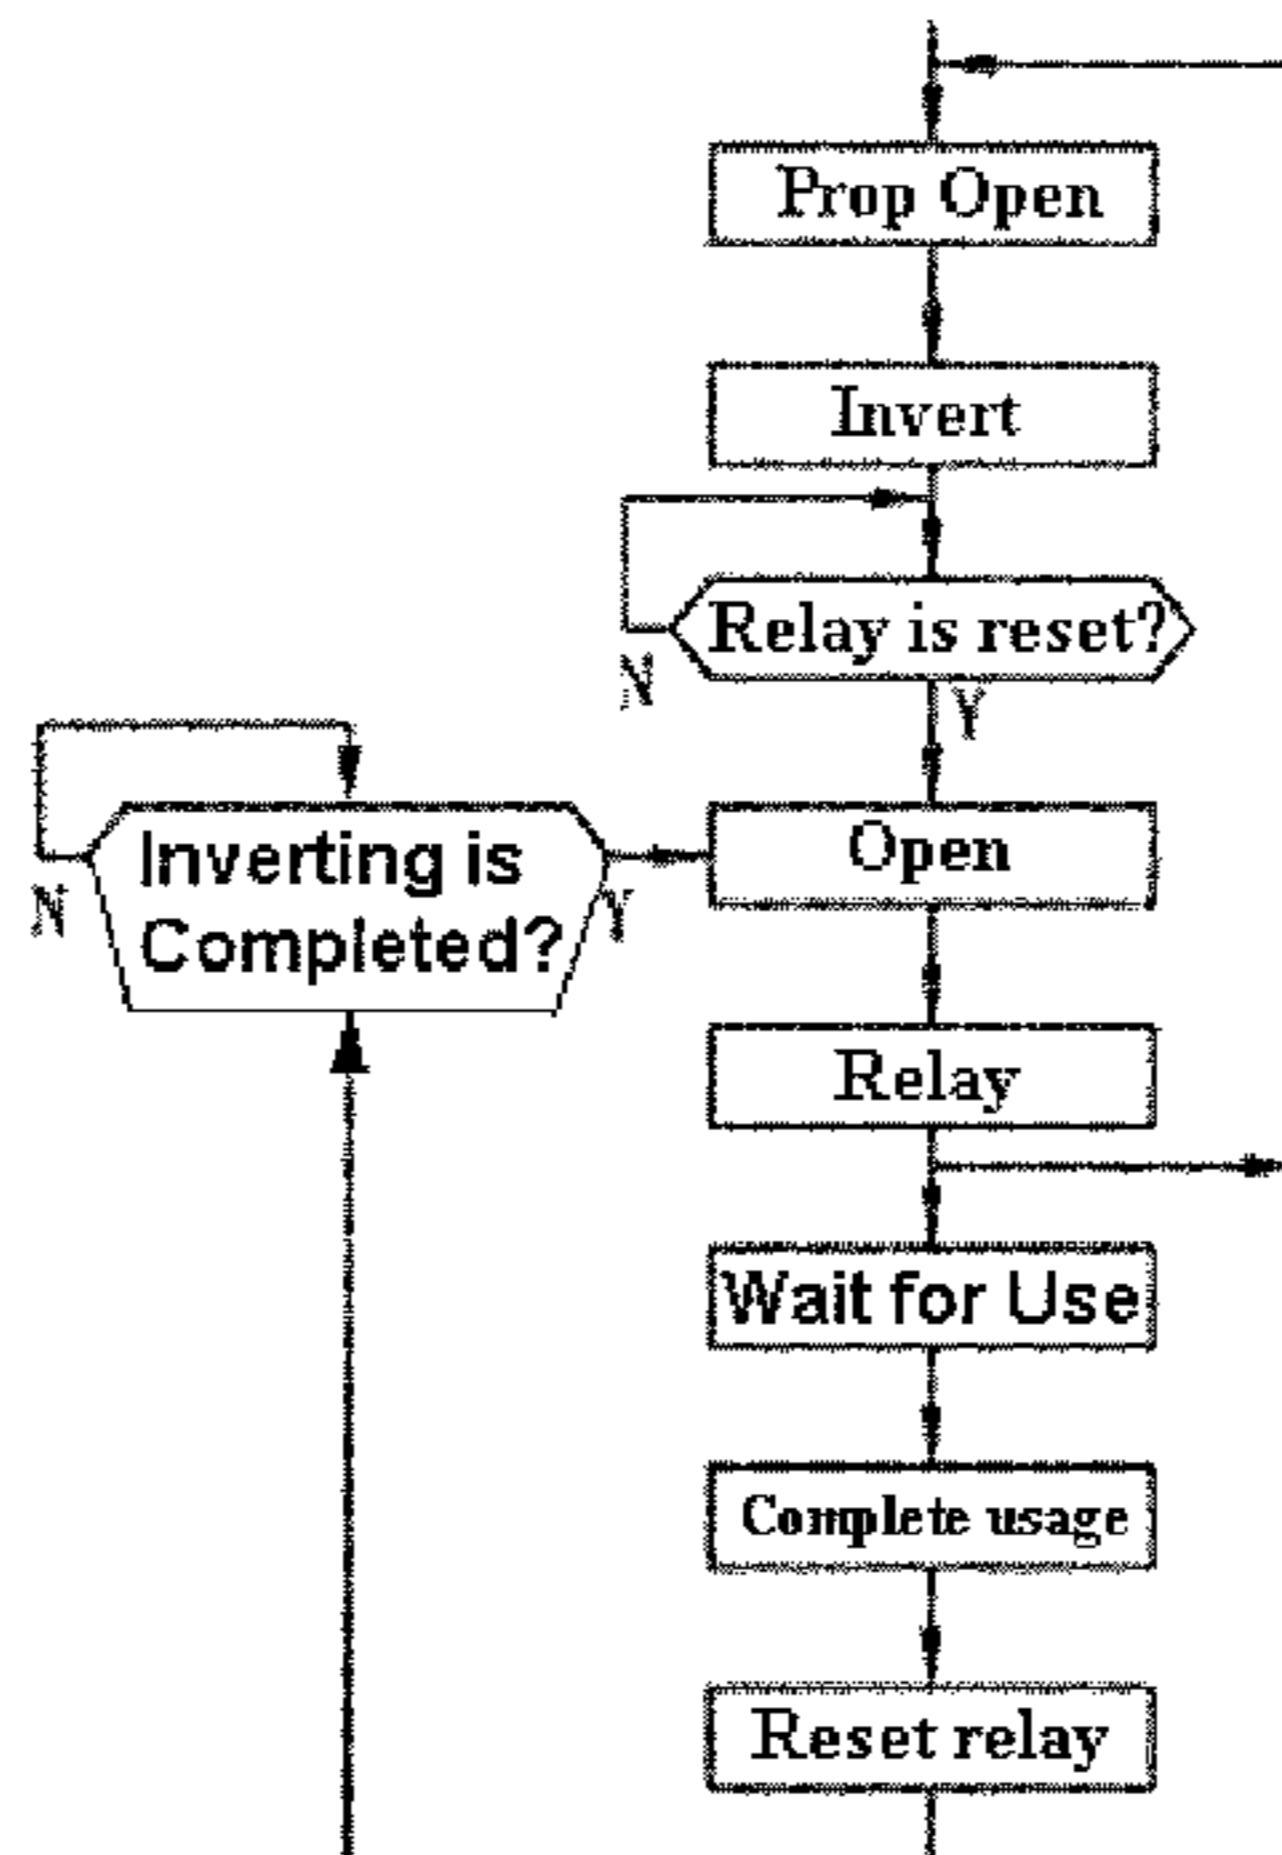 Prop Open
Invert
Relay is reset?
N
Y
Inverting is
Completed?
N
Y
Open
Relay
Wait for Use
Complete usage
Reset relay